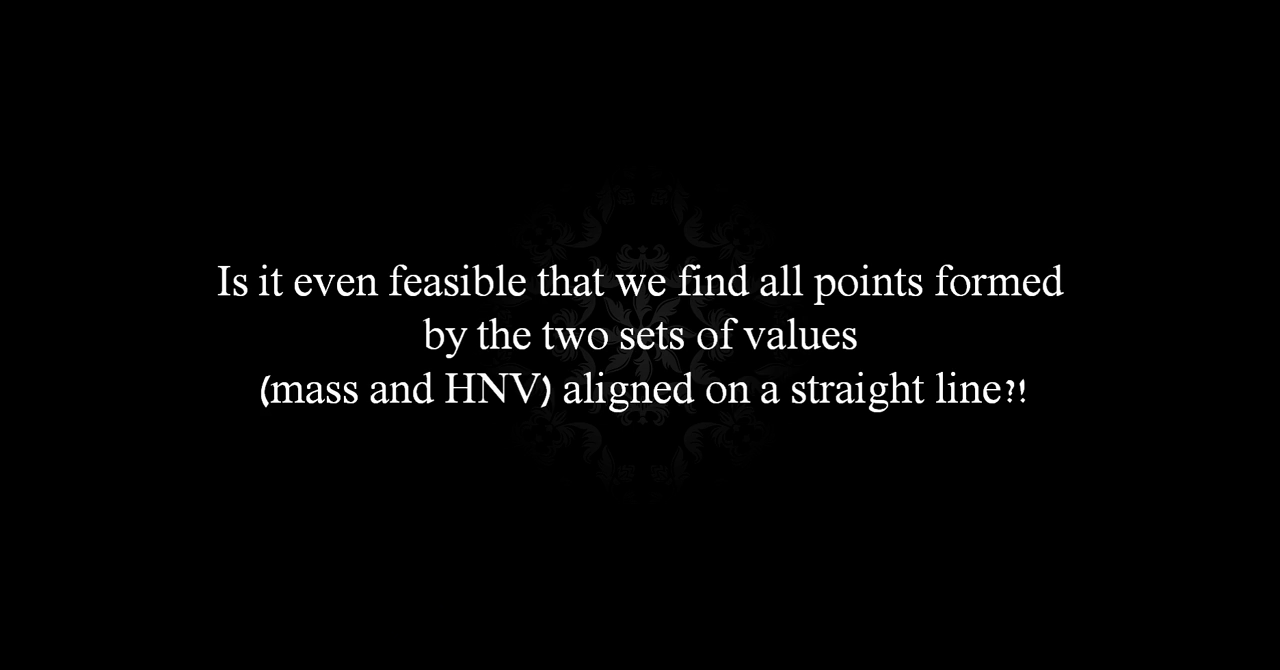 Is it even feasible that we find all points formed
by the two sets of values
(mass and HNV) aligned on a straight line?!